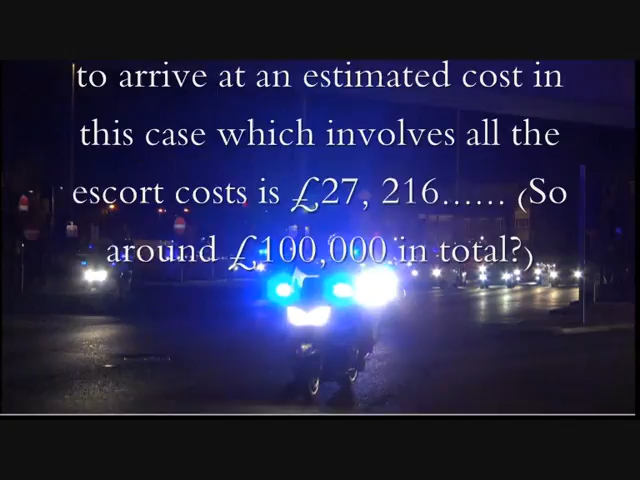 to arrive at an estimated cost in
this case which involves all the
escort costs is £27, 216...... (So
around £100,000 in total?)